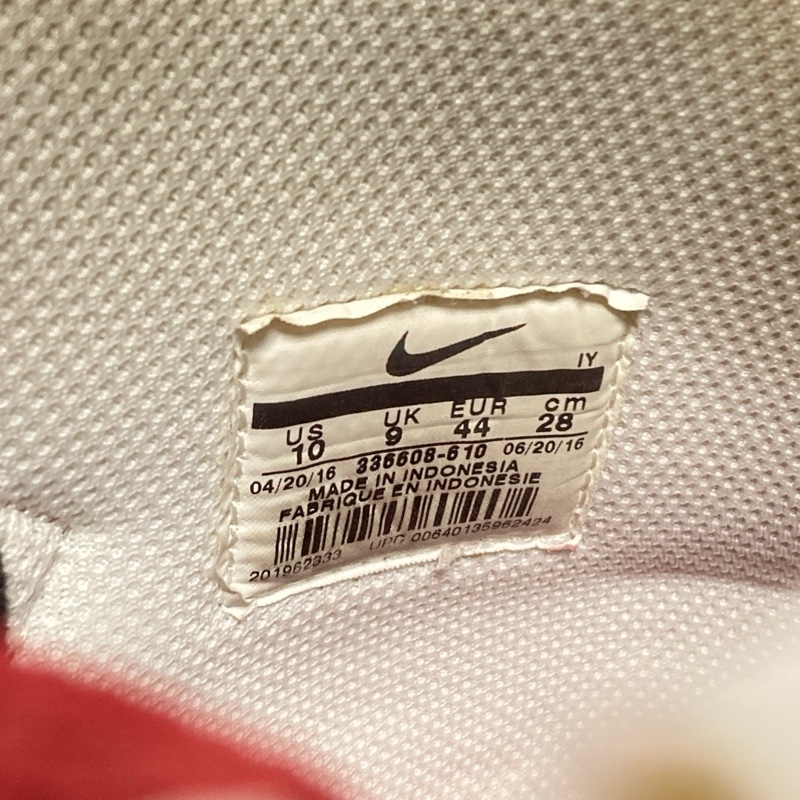 IY
US UK EUR cm
10 9 44 28
04/20/16 336608-610 06/20/16
MADE IN INDONESIA
FABRIQUE EN INDONESIE
201962333 UPC 00640135962424